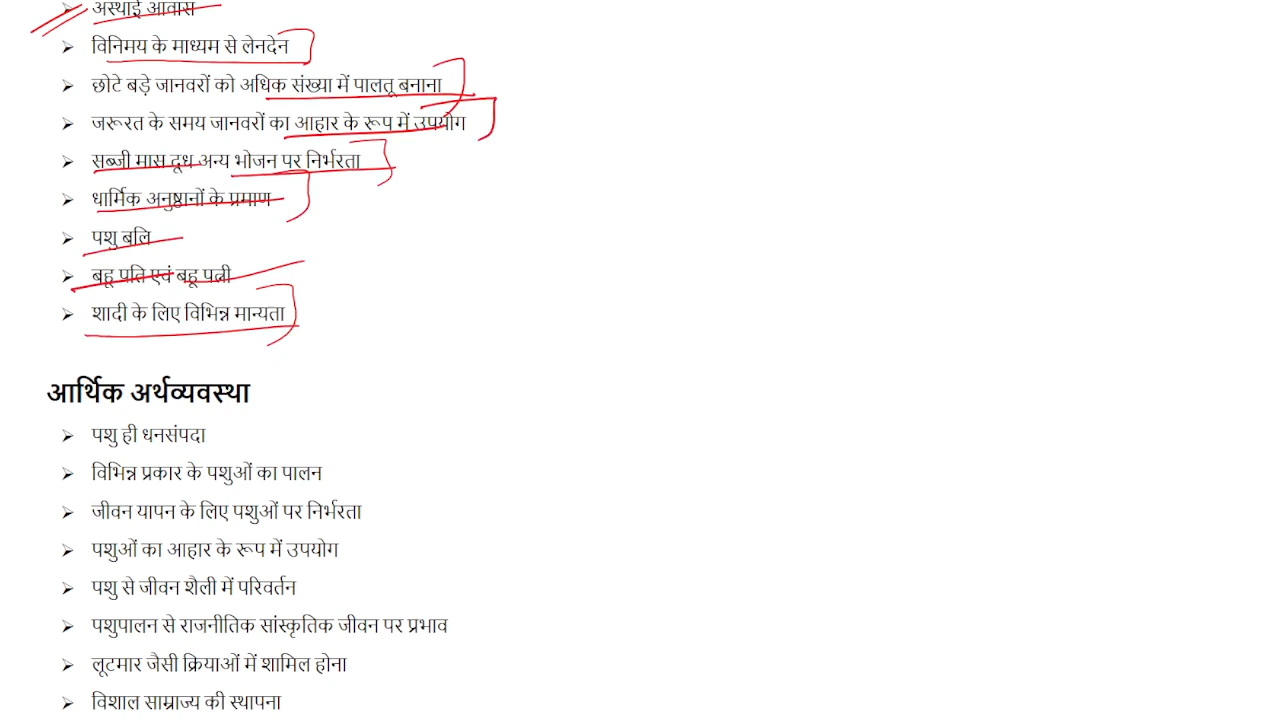 ➢ अस्थाई आवास
➢ विनिमय के माध्यम से लेनदेन
➢ छोटे बड़े जानवरों को अधिक संख्या में पालतू बनाना
➢ जरूरत के समय जानवरों का आहार के रूप में उपयोग
➢ सब्जी मास दूध अन्य भोजन पर निर्भरता
➢ धार्मिक अनुष्ठानों के प्रमाण
➢ पशु बलि
➢ बहू पति एवं बहू पत्नी
➢ शादी के लिए विभिन्न मान्यता
आर्थिक अर्थव्यवस्था
➢ पशु ही धनसंपदा
➢ विभिन्न प्रकार के पशुओं का पालन
➢ जीवन यापन के लिए पशुओं पर निर्भरता
➢ पशुओं का आहार के रूप में उपयोग
➢ पशु से जीवन शैली में परिवर्तन
➢ पशुपालन से राजनीतिक सांस्कृतिक जीवन पर प्रभाव
➢ लूटमार जैसी क्रियाओं में शामिल होना
➢ विशाल साम्राज्य की स्थापना